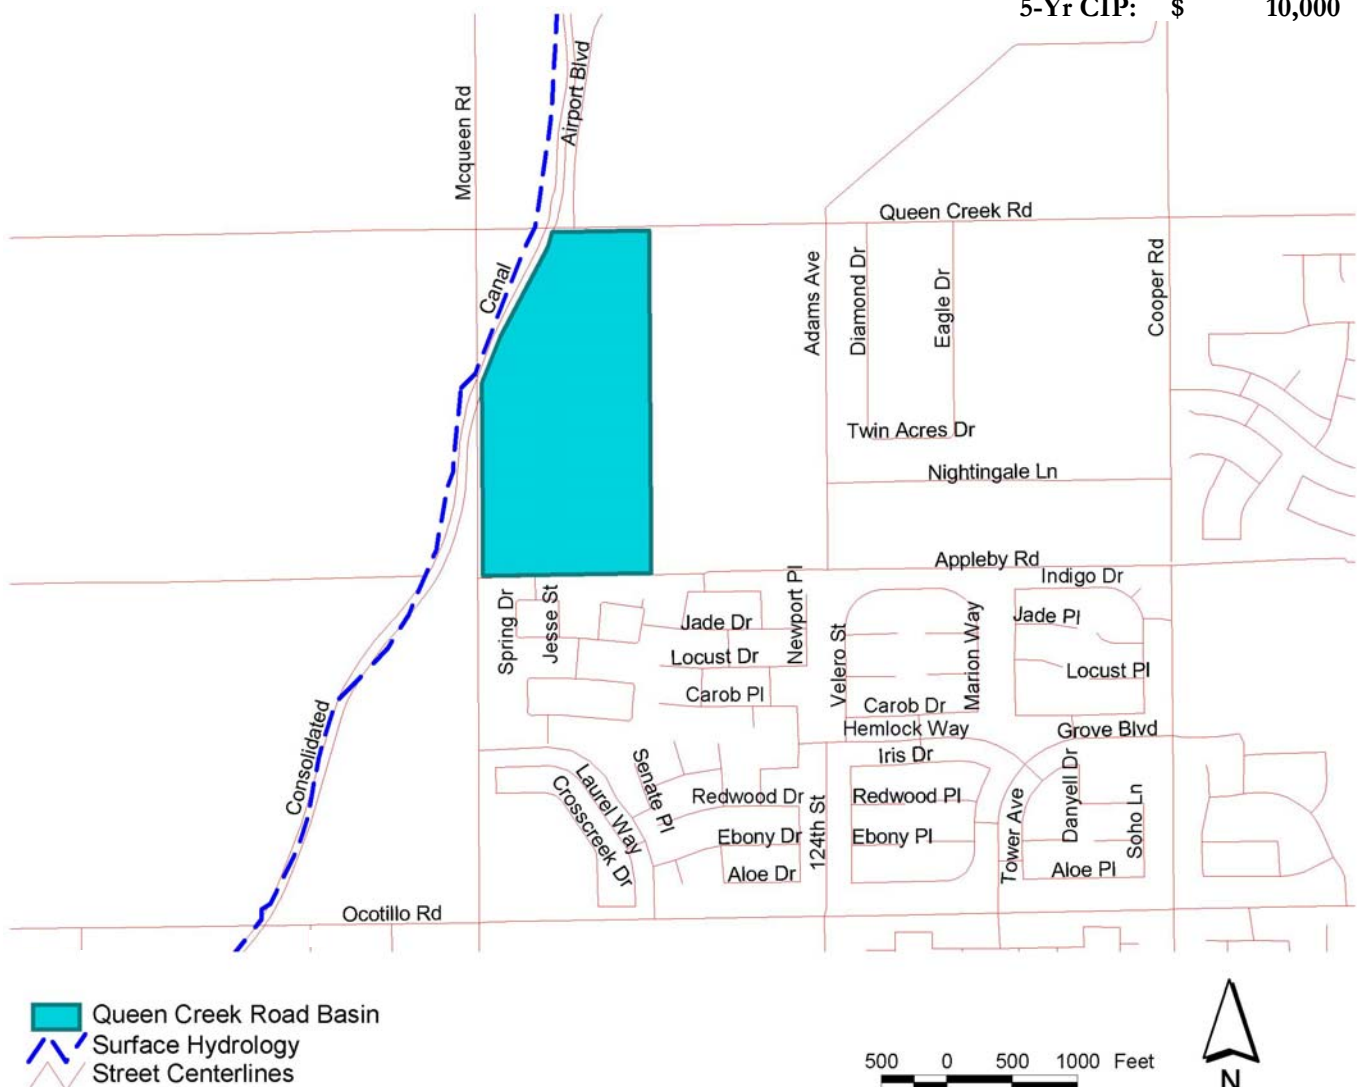 5-Yr CIP: $ 10,000
Mcqueen Rd
Airport Blvd
Queen Creek Rd
Canal
Adams Ave
Diamond Dr
Eagle Dr
Cooper Rd
Twin Acres Dr
Nightingale Ln
Appleby Rd
Indigo Dr
Spring Dr
Jesse St
Jade Dr
Newport Pl
Velero St
Marion Way
Jade Pl
Locust Dr
Locust Pl
Carob Pl
Carob Dr
Hemlock Way
Grove Blvd
Consolidated
Laurel Way
Crosscreek Dr
Senate Pl
Iris Dr
Redwood Dr
124th St
Redwood Pl
Tower Ave
Danyell Dr
Soho Ln
Ebony Dr
Ebony Pl
Aloe Dr
Aloe Pl
Ocotillo Rd
Queen Creek Road Basin
Surface Hydrology
Street Centerlines
500 0 500 1000 Feet
N